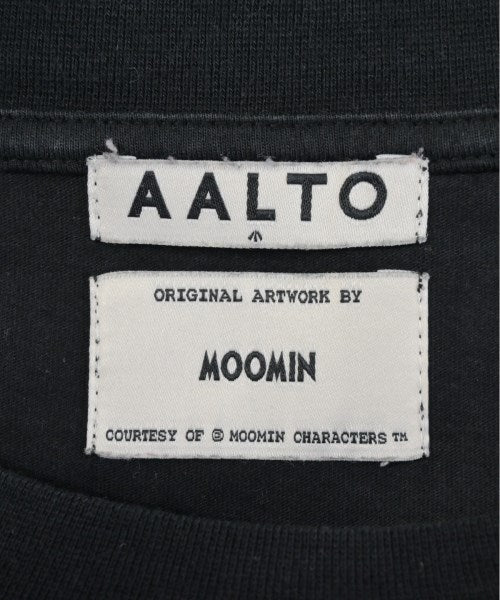 AALTO
ORIGINAL ARTWORK BY
MOOMIN
COURTESY OF © MOOMIN CHARACTERS ™